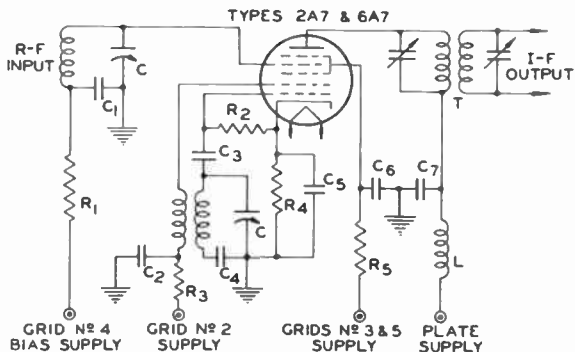 TYPES 2A7 & 6A7
R-F
INPUT
C
C1
I-F
OUTPUT
T
R2
C3
C6
C7
R1
R4
C5
C
C4
C2
R3
R5
L
GRID Nº 4
BIAS SUPPLY
GRID Nº 2
SUPPLY
GRIDS Nº 3 & 5
SUPPLY
PLATE
SUPPLY